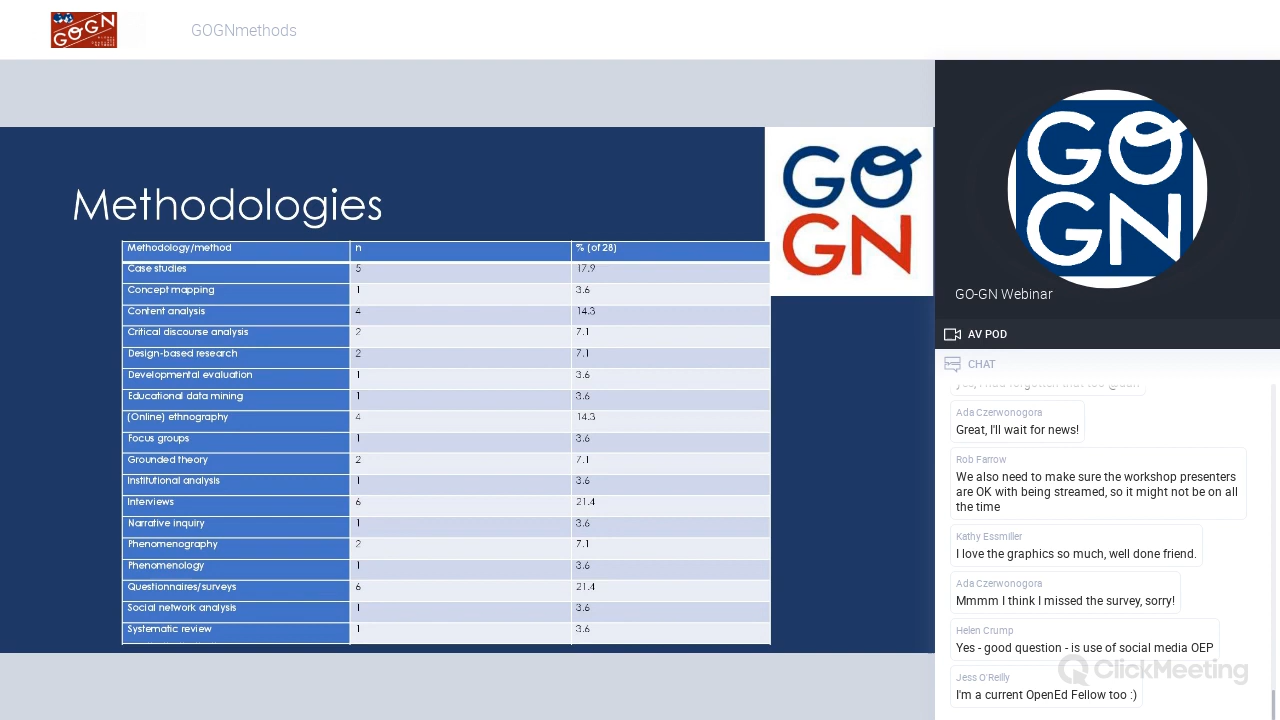 GOGN
GOGNmethods
Methodologies
GO
GN
Methodology/method n % (of 28)
Case studies 5 17.9
Concept mapping 1 3.6
Content analysis 4 14.3
Critical discourse analysis 2 7.1
Design-based research 2 7.1
Developmental evaluation 1 3.6
Educational data mining 1 3.6
(Online) ethnography 4 14.3
Focus groups 1 3.6
Grounded theory 2 7.1
Institutional analysis 1 3.6
Interviews 6 21.4
Narrative inquiry 1 3.6
Phenomenography 2 7.1
Phenomenology 1 3.6
Questionnaires/surveys 6 21.4
Social network analysis 1 3.6
Systematic review 1 3.6
GO
GN
GO-GN Webinar
AV POD
CHAT
Ada Czerwonogora
Great, I'll wait for news!
Rob Farrow
We also need to make sure the workshop presenters
are OK with being streamed, so it might not be on all
the time
Kathy Essmiller
I love the graphics so much, well done friend.
Ada Czerwonogora
Mmmm I think I missed the survey, sorry!
Helen Crump
Yes - good question - is use of social media OEP
Jess O'Reilly
I'm a current OpenEd Fellow too :)
ClickMeeting